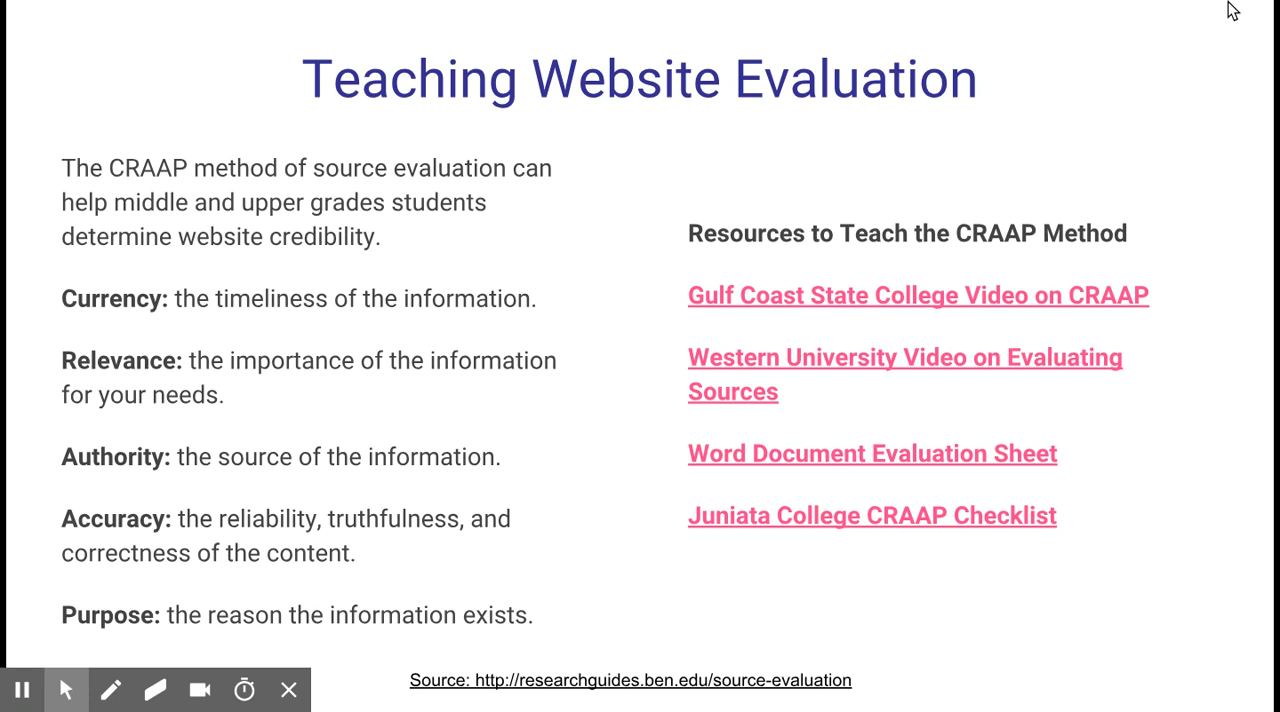 Teaching Website Evaluation
The CRAAP method of source evaluation can
help middle and upper grades students
determine website credibility.
Currency: the timeliness of the information.
Relevance: the importance of the information
for your needs.
Authority: the source of the information.
Accuracy: the reliability, truthfulness, and
correctness of the content.
Purpose: the reason the information exists.
Resources to Teach the CRAAP Method
Gulf Coast State College Video on CRAAP
Western University Video on Evaluating
Sources
Word Document Evaluation Sheet
Juniata College CRAAP Checklist
Source: http://researchguides.ben.edu/source-evaluation